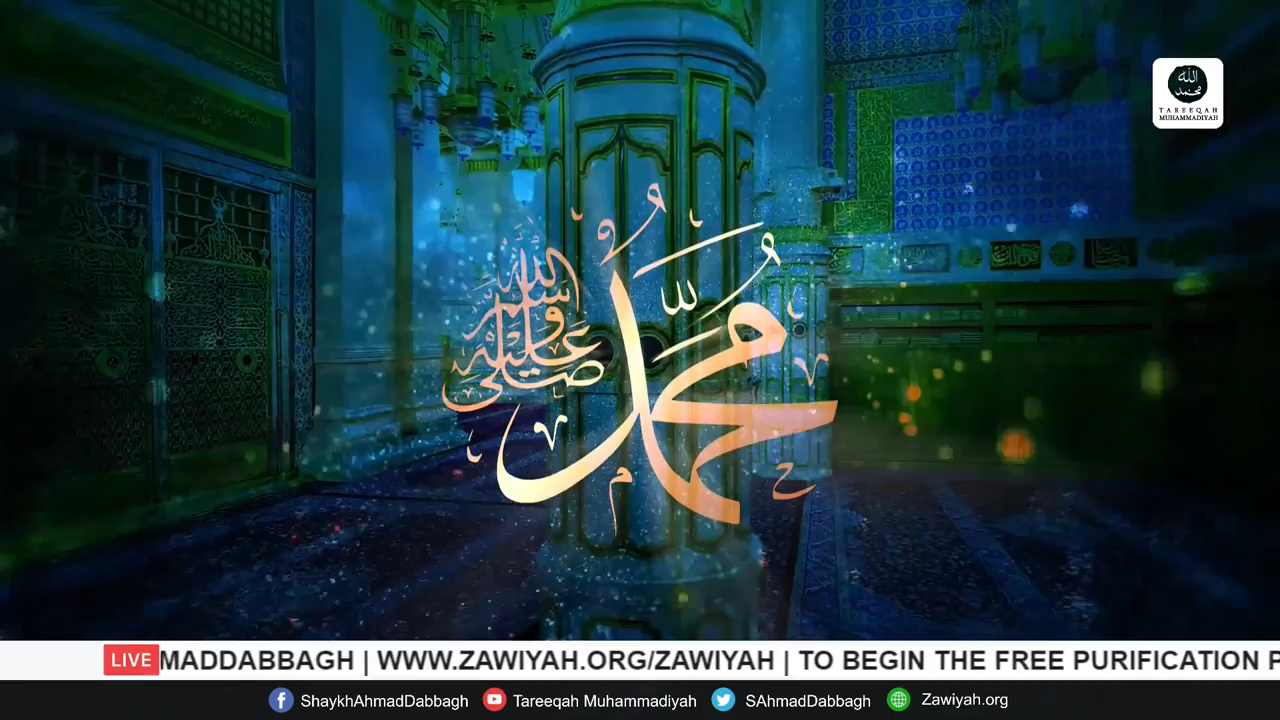 الله
محمد
TAREEQAH
MUHAMMADIYAH
مُحَمَّد
صلى الله عليه وسلم
LIVE MADDABBAGH | WWW.ZAWIYAH.ORG/ZAWIYAH | TO BEGIN THE FREE PURIFICATION P
ShaykhAhmadDabbagh Tareeqah Muhammadiyah SAhmadDabbagh Zawiyah.org